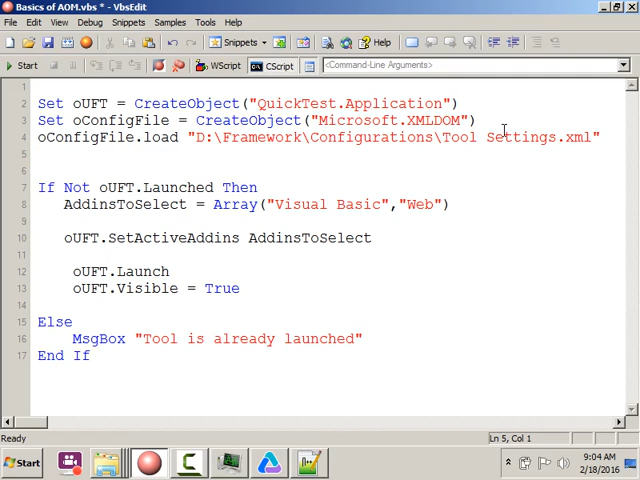 Basics of AOM.vbs * - VbsEdit
File Edit View Debug Snippets Samples Tools Help
Snippets Help
Start WScript CScript <Command-Line Arguments>
1
2 Set oUFT = CreateObject("QuickTest.Application")
3 Set oConfigFile = CreateObject("Microsoft.XMLDOM")
4 oConfigFile.load "D:\Framework\Configurations\Tool Settings.xml"
5
6
7 If Not oUFT.Launched Then
8 AddinsToSelect = Array("Visual Basic","Web")
9
10 oUFT.SetActiveAddins AddinsToSelect
11
12 oUFT.Launch
13 oUFT.Visible = True
14
15 Else
16 MsgBox "Tool is already launched"
17 End If
Ready Ln 5, Col 1
Start 9:04 AM
2/18/2016